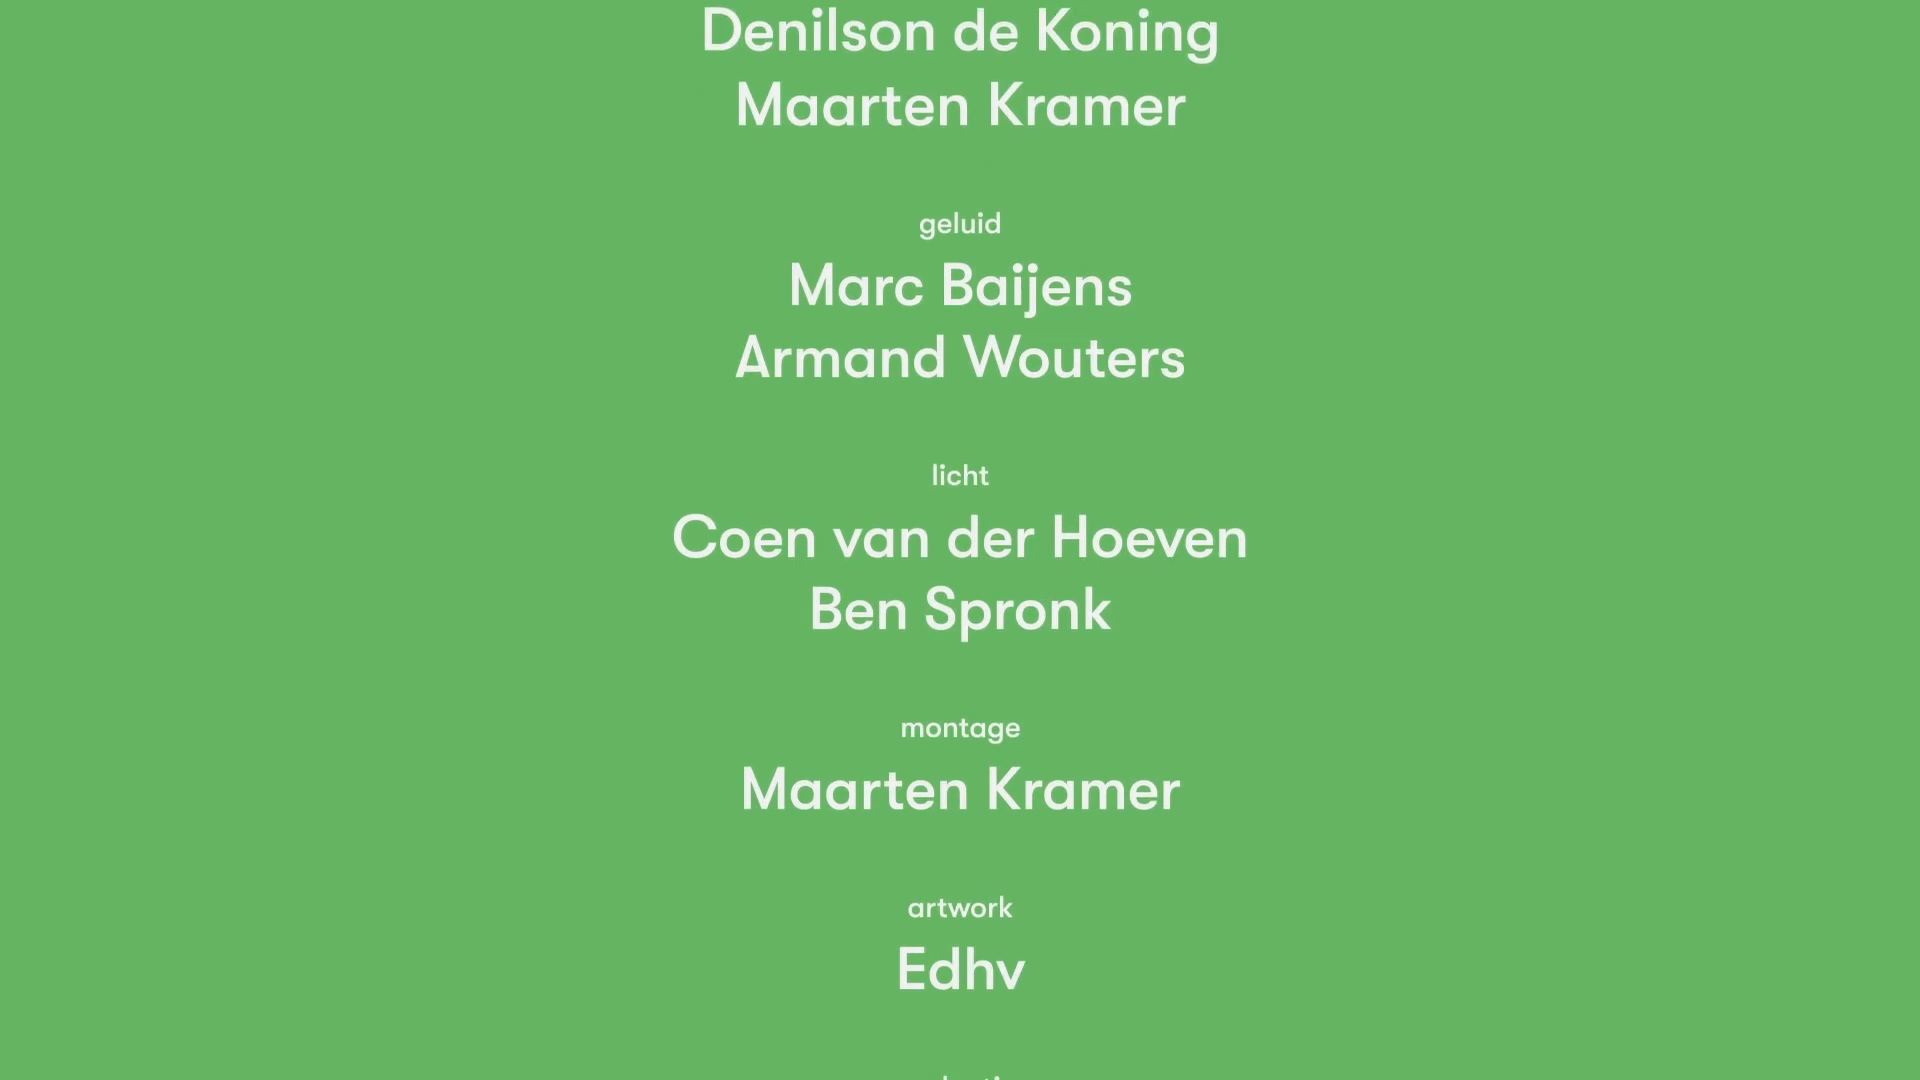 Denilson de Koning
Maarten Kramer
geluid
Marc Baijens
Armand Wouters
licht
Coen van der Hoeven
Ben Spronk
montage
Maarten Kramer
artwork
Edhv